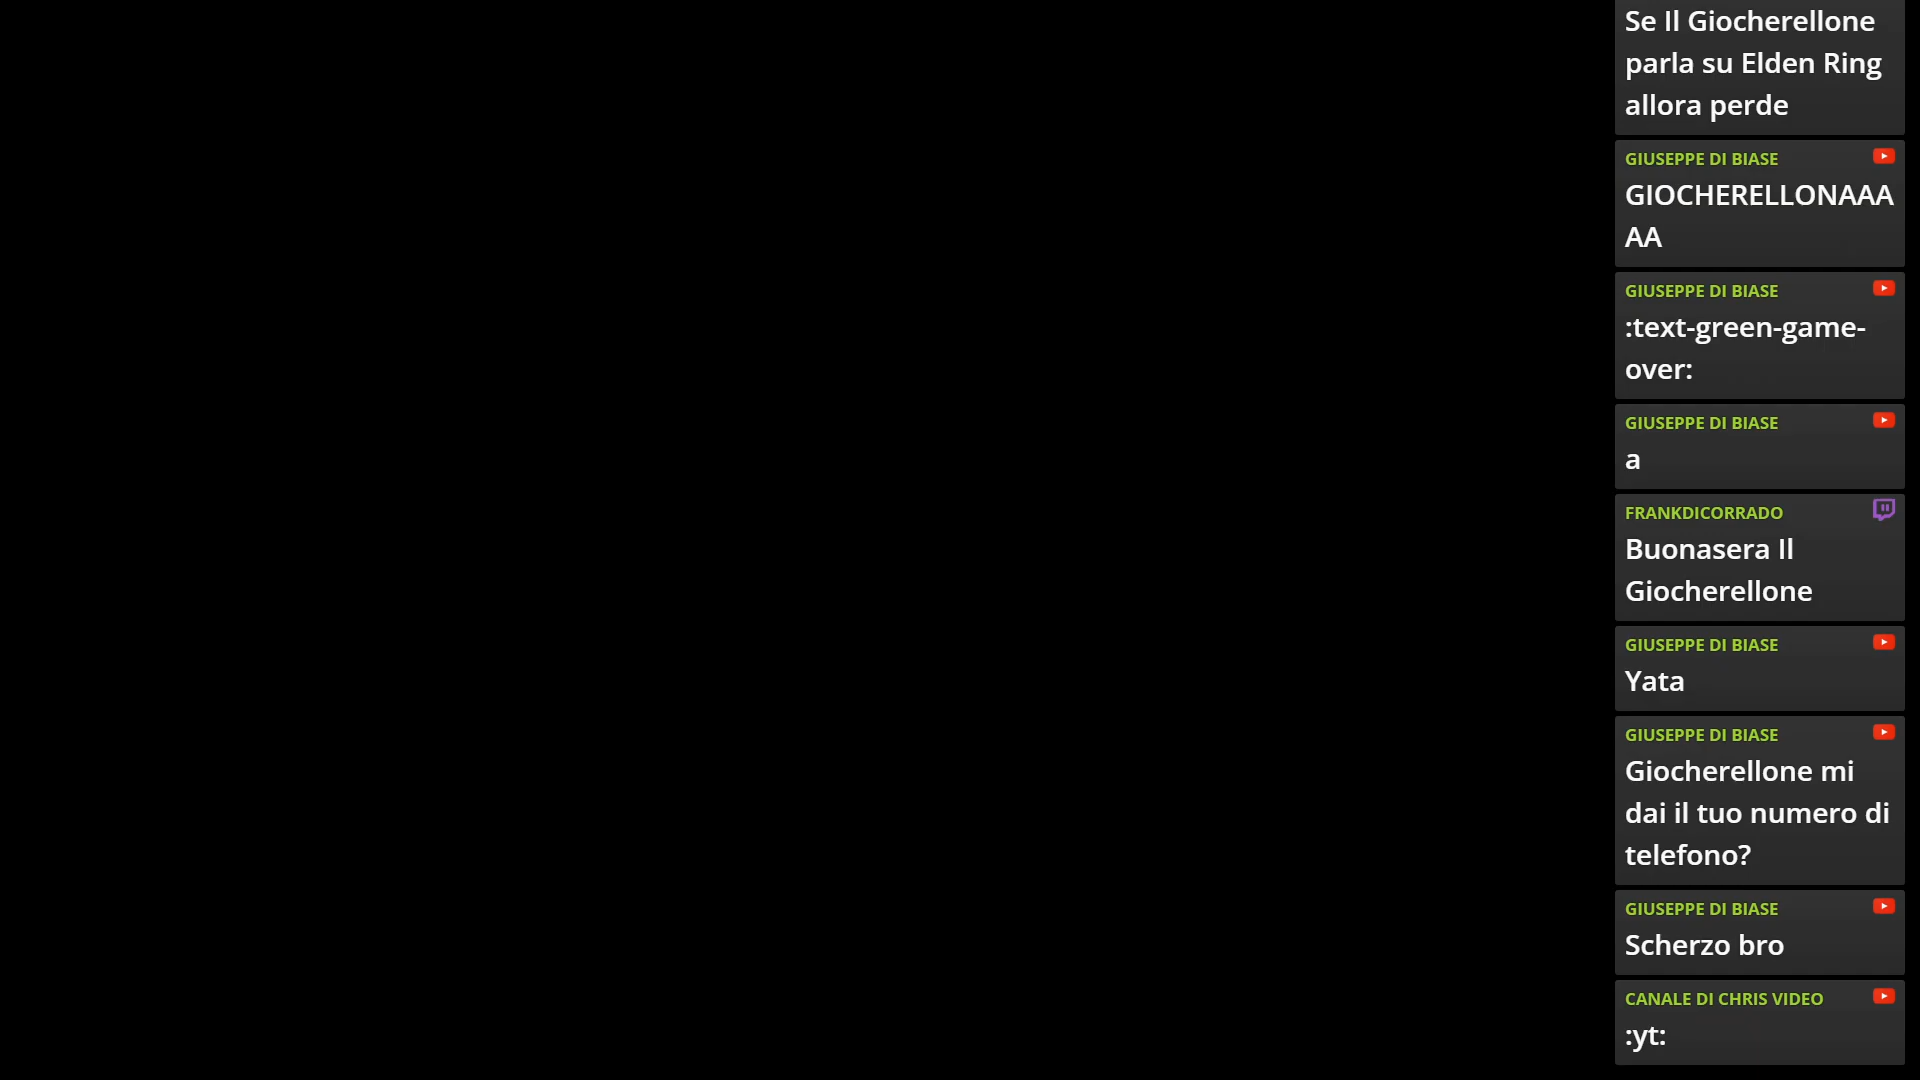 Se Il Giocherellone
parla su Elden Ring
allora perde
GIUSEPPE DI BIASE
GIOCHERELLONAAA
AA
GIUSEPPE DI BIASE
:text-green-game-
over:
GIUSEPPE DI BIASE
a
FRANKDICORRADO
Buonasera Il
Giocherellone
GIUSEPPE DI BIASE
Yata
GIUSEPPE DI BIASE
Giocherellone mi
dai il tuo numero di
telefono?
GIUSEPPE DI BIASE
Scherzo bro
CANALE DI CHRIS VIDEO
:yt: